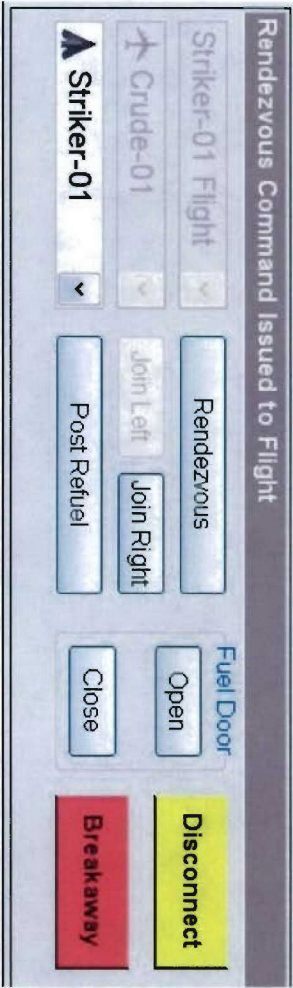 Rendezvous Command Issued to Flight
Striker-01 Flight
Rendezvous
Fuel Door
Open
Disconnect
Crude-01
Join Left
Join Right
Striker-01
Post Refuel
Close
Breakaway